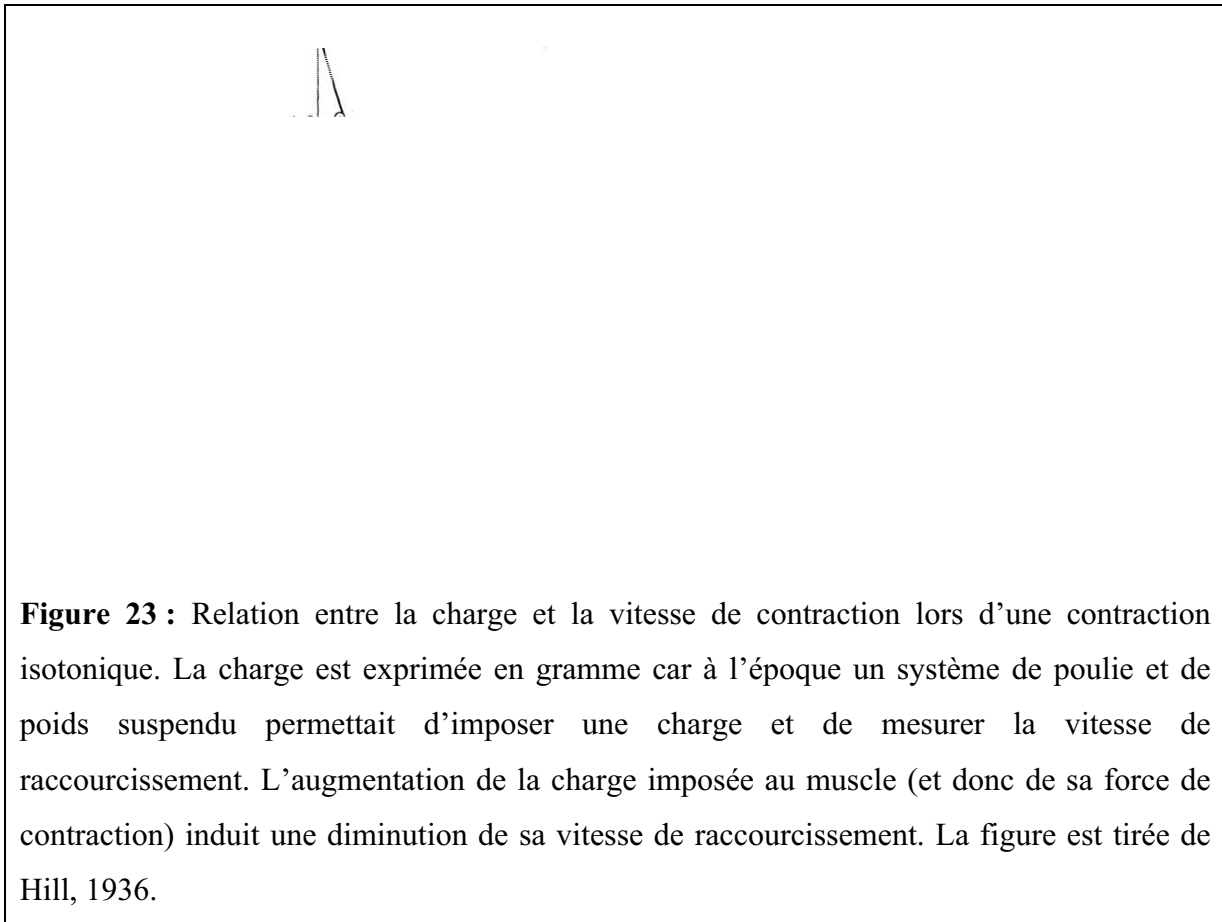 Figure 23 : Relation entre la charge et la vitesse de contraction lors d’une contraction
isotonique. La charge est exprimée en gramme car à l’époque un système de poulie et de
poids suspendu permettait d’imposer une charge et de mesurer la vitesse de
raccourcissement. L’augmentation de la charge imposée au muscle (et donc de sa force de
contraction) induit une diminution de sa vitesse de raccourcissement. La figure est tirée de
Hill, 1936.